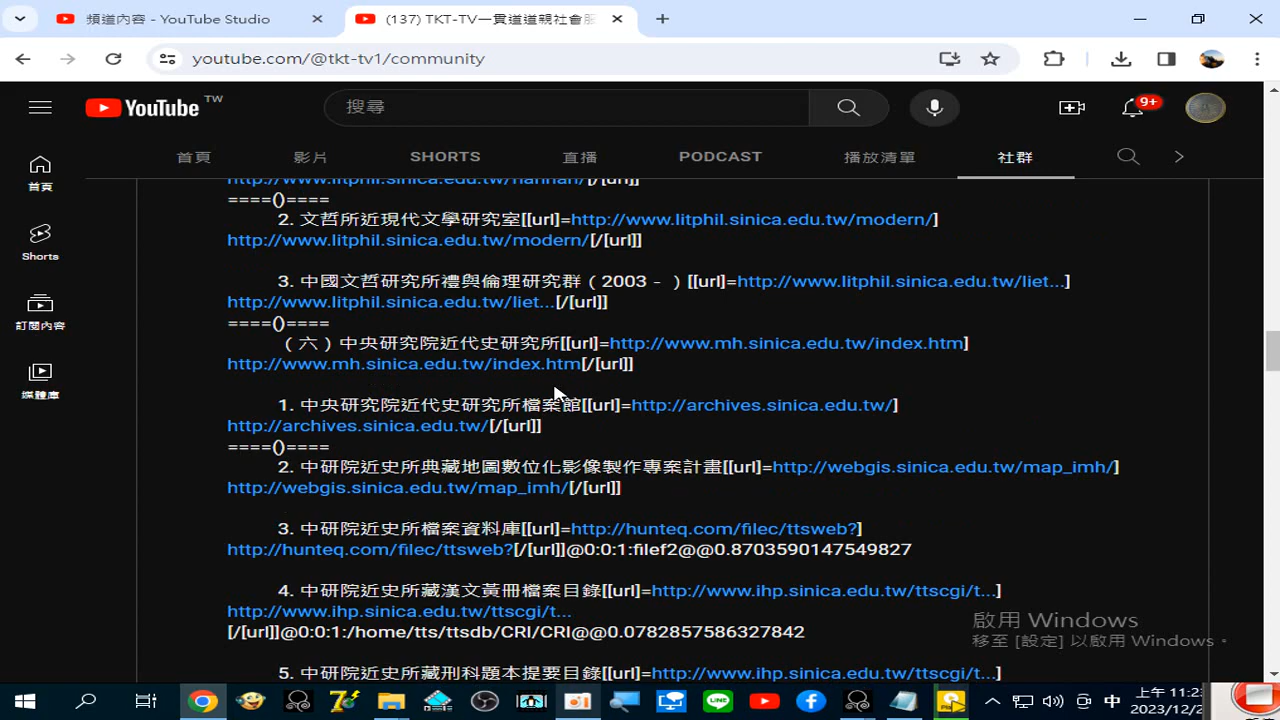 頻道內容 - YouTube Studio
(137) TKT-TV一貫道道親社會服
youtube.com/@tkt-tv1/community
YouTube TW
搜尋
9+
首頁
影片
SHORTS
直播
PODCAST
播放清單
社群
首頁
Shorts
訂閱內容
媒體庫
http://www.litphil.sinica.edu.tw/hannan/[/[url]]
====()====
2. 文哲所近現代文學研究室[[url]=http://www.litphil.sinica.edu.tw/modern/]
http://www.litphil.sinica.edu.tw/modern/[/[url]]
3. 中國文哲研究所禮與倫理研究群（2003－）[[url]=http://www.litphil.sinica.edu.tw/liet...]
http://www.litphil.sinica.edu.tw/liet...[/[url]]
====()====
（六）中央研究院近代史研究所[[url]=http://www.mh.sinica.edu.tw/index.htm]
http://www.mh.sinica.edu.tw/index.htm[/[url]]
1. 中央研究院近代史研究所檔案館[[url]=http://archives.sinica.edu.tw/]
http://archives.sinica.edu.tw/[/[url]]
====()====
2. 中研院近史所典藏地圖數位化影像製作專案計畫[[url]=http://webgis.sinica.edu.tw/map_imh/]
http://webgis.sinica.edu.tw/map_imh/[/[url]]
3. 中研院近史所檔案資料庫[[url]=http://hunteq.com/filec/ttsweb?]
http://hunteq.com/filec/ttsweb?[/[url]]@0:0:1:filef2@@0.8703590147549827
4. 中研院近史所藏漢文黃冊檔案目錄[[url]=http://www.ihp.sinica.edu.tw/ttscgi/t...]
http://www.ihp.sinica.edu.tw/ttscgi/t...
[/[url]]@0:0:1:/home/tts/ttsdb/CRI/CRI@@0.0782857586327842
5. 中研院近史所藏刑科題本提要目錄[[url]=http://www.ihp.sinica.edu.tw/ttscgi/t...]
啟用 Windows
移至 [設定] 以啟用 Windows。
中
上午 11:23
2023/12/2